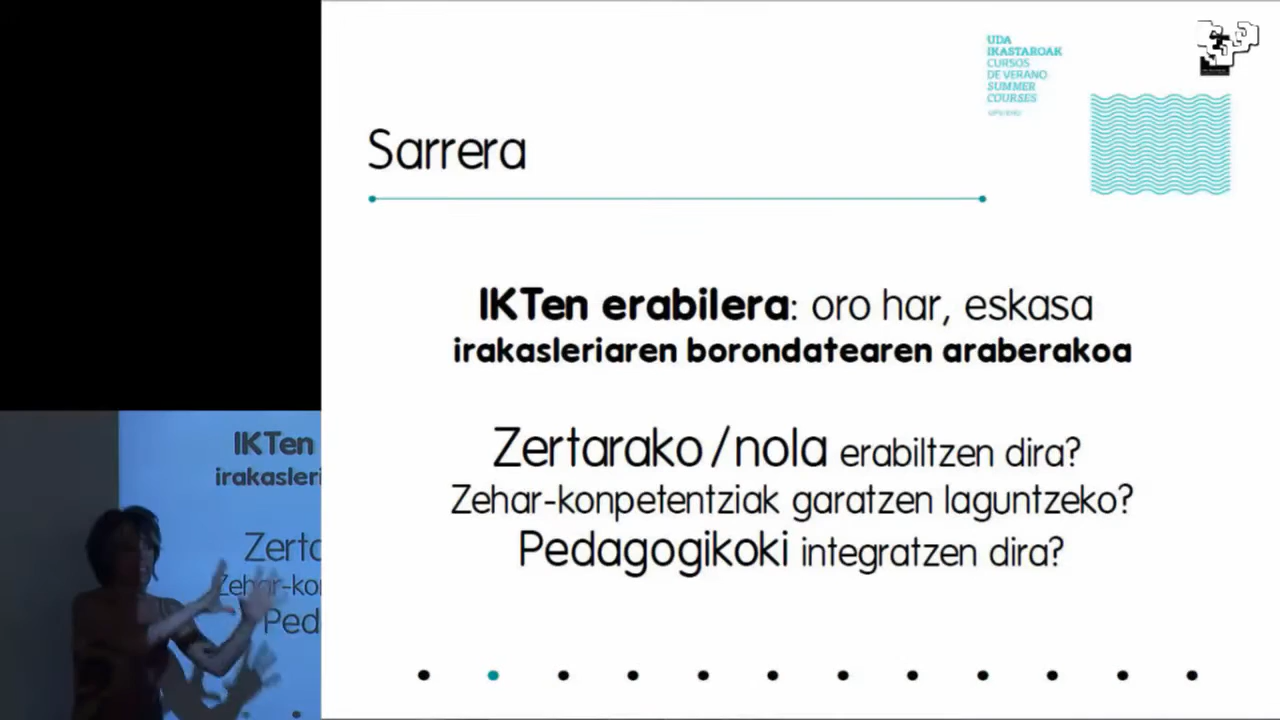 UDA
IKASTAROAK
CURSOS
DE VERANO
SUMMER
COURSES
Sarrera
IKTen erabilera: oro har, eskasa
irakasleriaren borondatearen araberakoa
Zertarako/nola erabiltzen dira?
Zehar-konpetentziak garatzen laguntzeko?
Pedagogikoki integratzen dira?
IKTen
irakasleri
Zerta
Zehar-ko
Ped